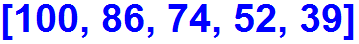 [100, 86, 74, 52, 39]